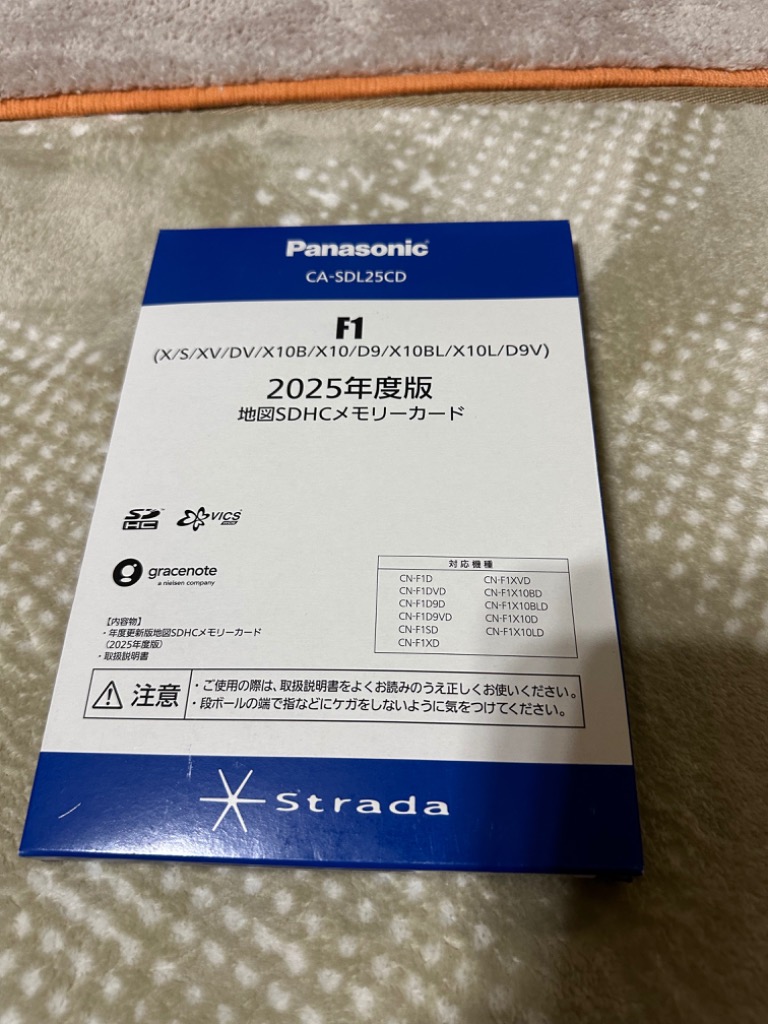 Panasonic
CA-SDL25CD
F1
(X/S/XV/DV/X10B/X10/D9/X10BL/X10L/D9V)
2025年度版
地図SDHCメモリーカード
SD
HC
VICS
gracenote
a nielsen company
対応機種
CN-F1D CN-F1XVD
CN-F1DVD CN-F1X10BD
CN-F1D9D CN-F1X10BLD
CN-F1D9VD CN-F1X10D
CN-F1SD CN-F1X10LD
CN-F1XD
【内容物】
・年度更新版地図SDHCメモリーカード
(2025年度版)
・取扱説明書
注意
・ご使用の際は、取扱説明書をよくお読みのうえ正しくお使いください。
・段ボールの端で指などにケガをしないように気をつけてください。
Strada